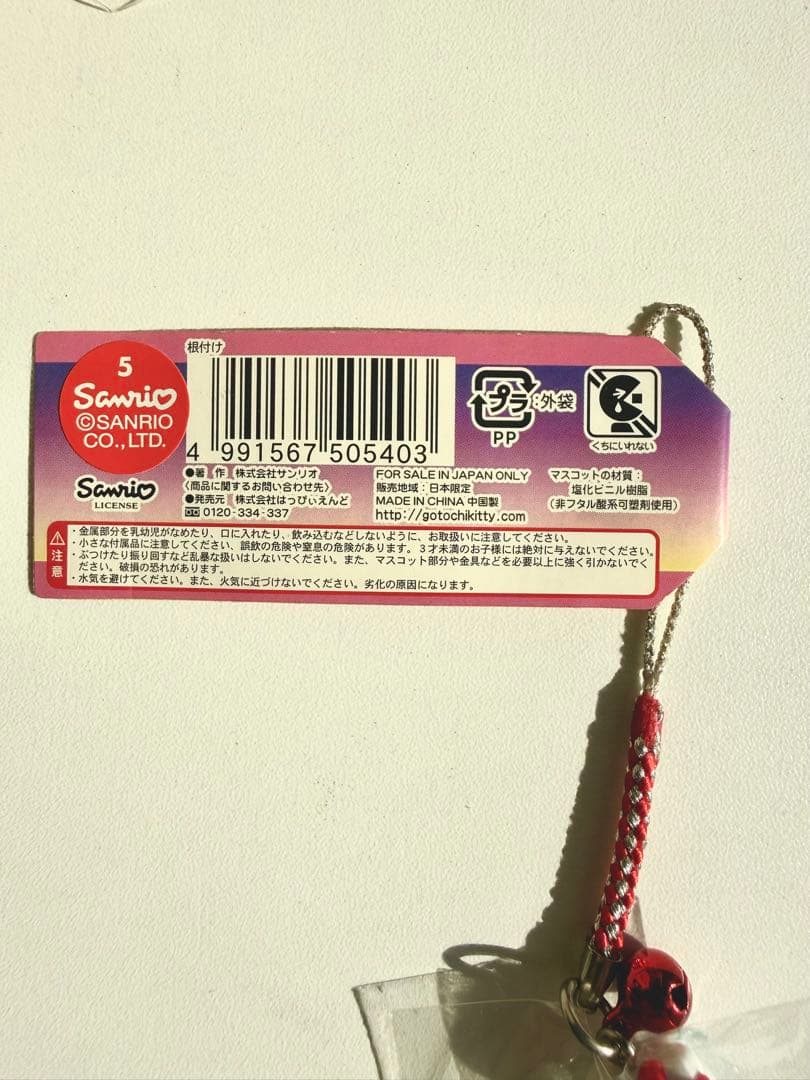 5
Sanrio
©SANRIO
CO.,LTD.
Sanrio
LICENSE
根付け
4 991567 505403
●著 作 株式会社サンリオ
〈商品に関するお問い合わせ先〉
●発売元 株式会社はっぴぃえんど
0120-334-337
プラ:外袋
PP
くちにいれない
FOR SALE IN JAPAN ONLY
販売地域:日本限定
MADE IN CHINA 中国製
http://gotochikitty.com
マスコットの材質:
塩化ビニル樹脂
(非フタル酸系可塑剤使用)
注意
・金属部分を乳幼児がなめたり、口に入れたり、飲み込むなどしないように、お取扱いに注意してください。
・小さな付属品に注意してください、誤飲の危険や窒息の危険があります。3才未満のお子様には絶対に与えないでください。
・ぶつけたり振り回すなど乱暴な扱いはしないでください。また、マスコット部分や金具などを必要以上に強く引かないでく
ださい。破損の恐れがあります。
・水気を避けてください。また、火気に近づけないでください。劣化の原因になります。